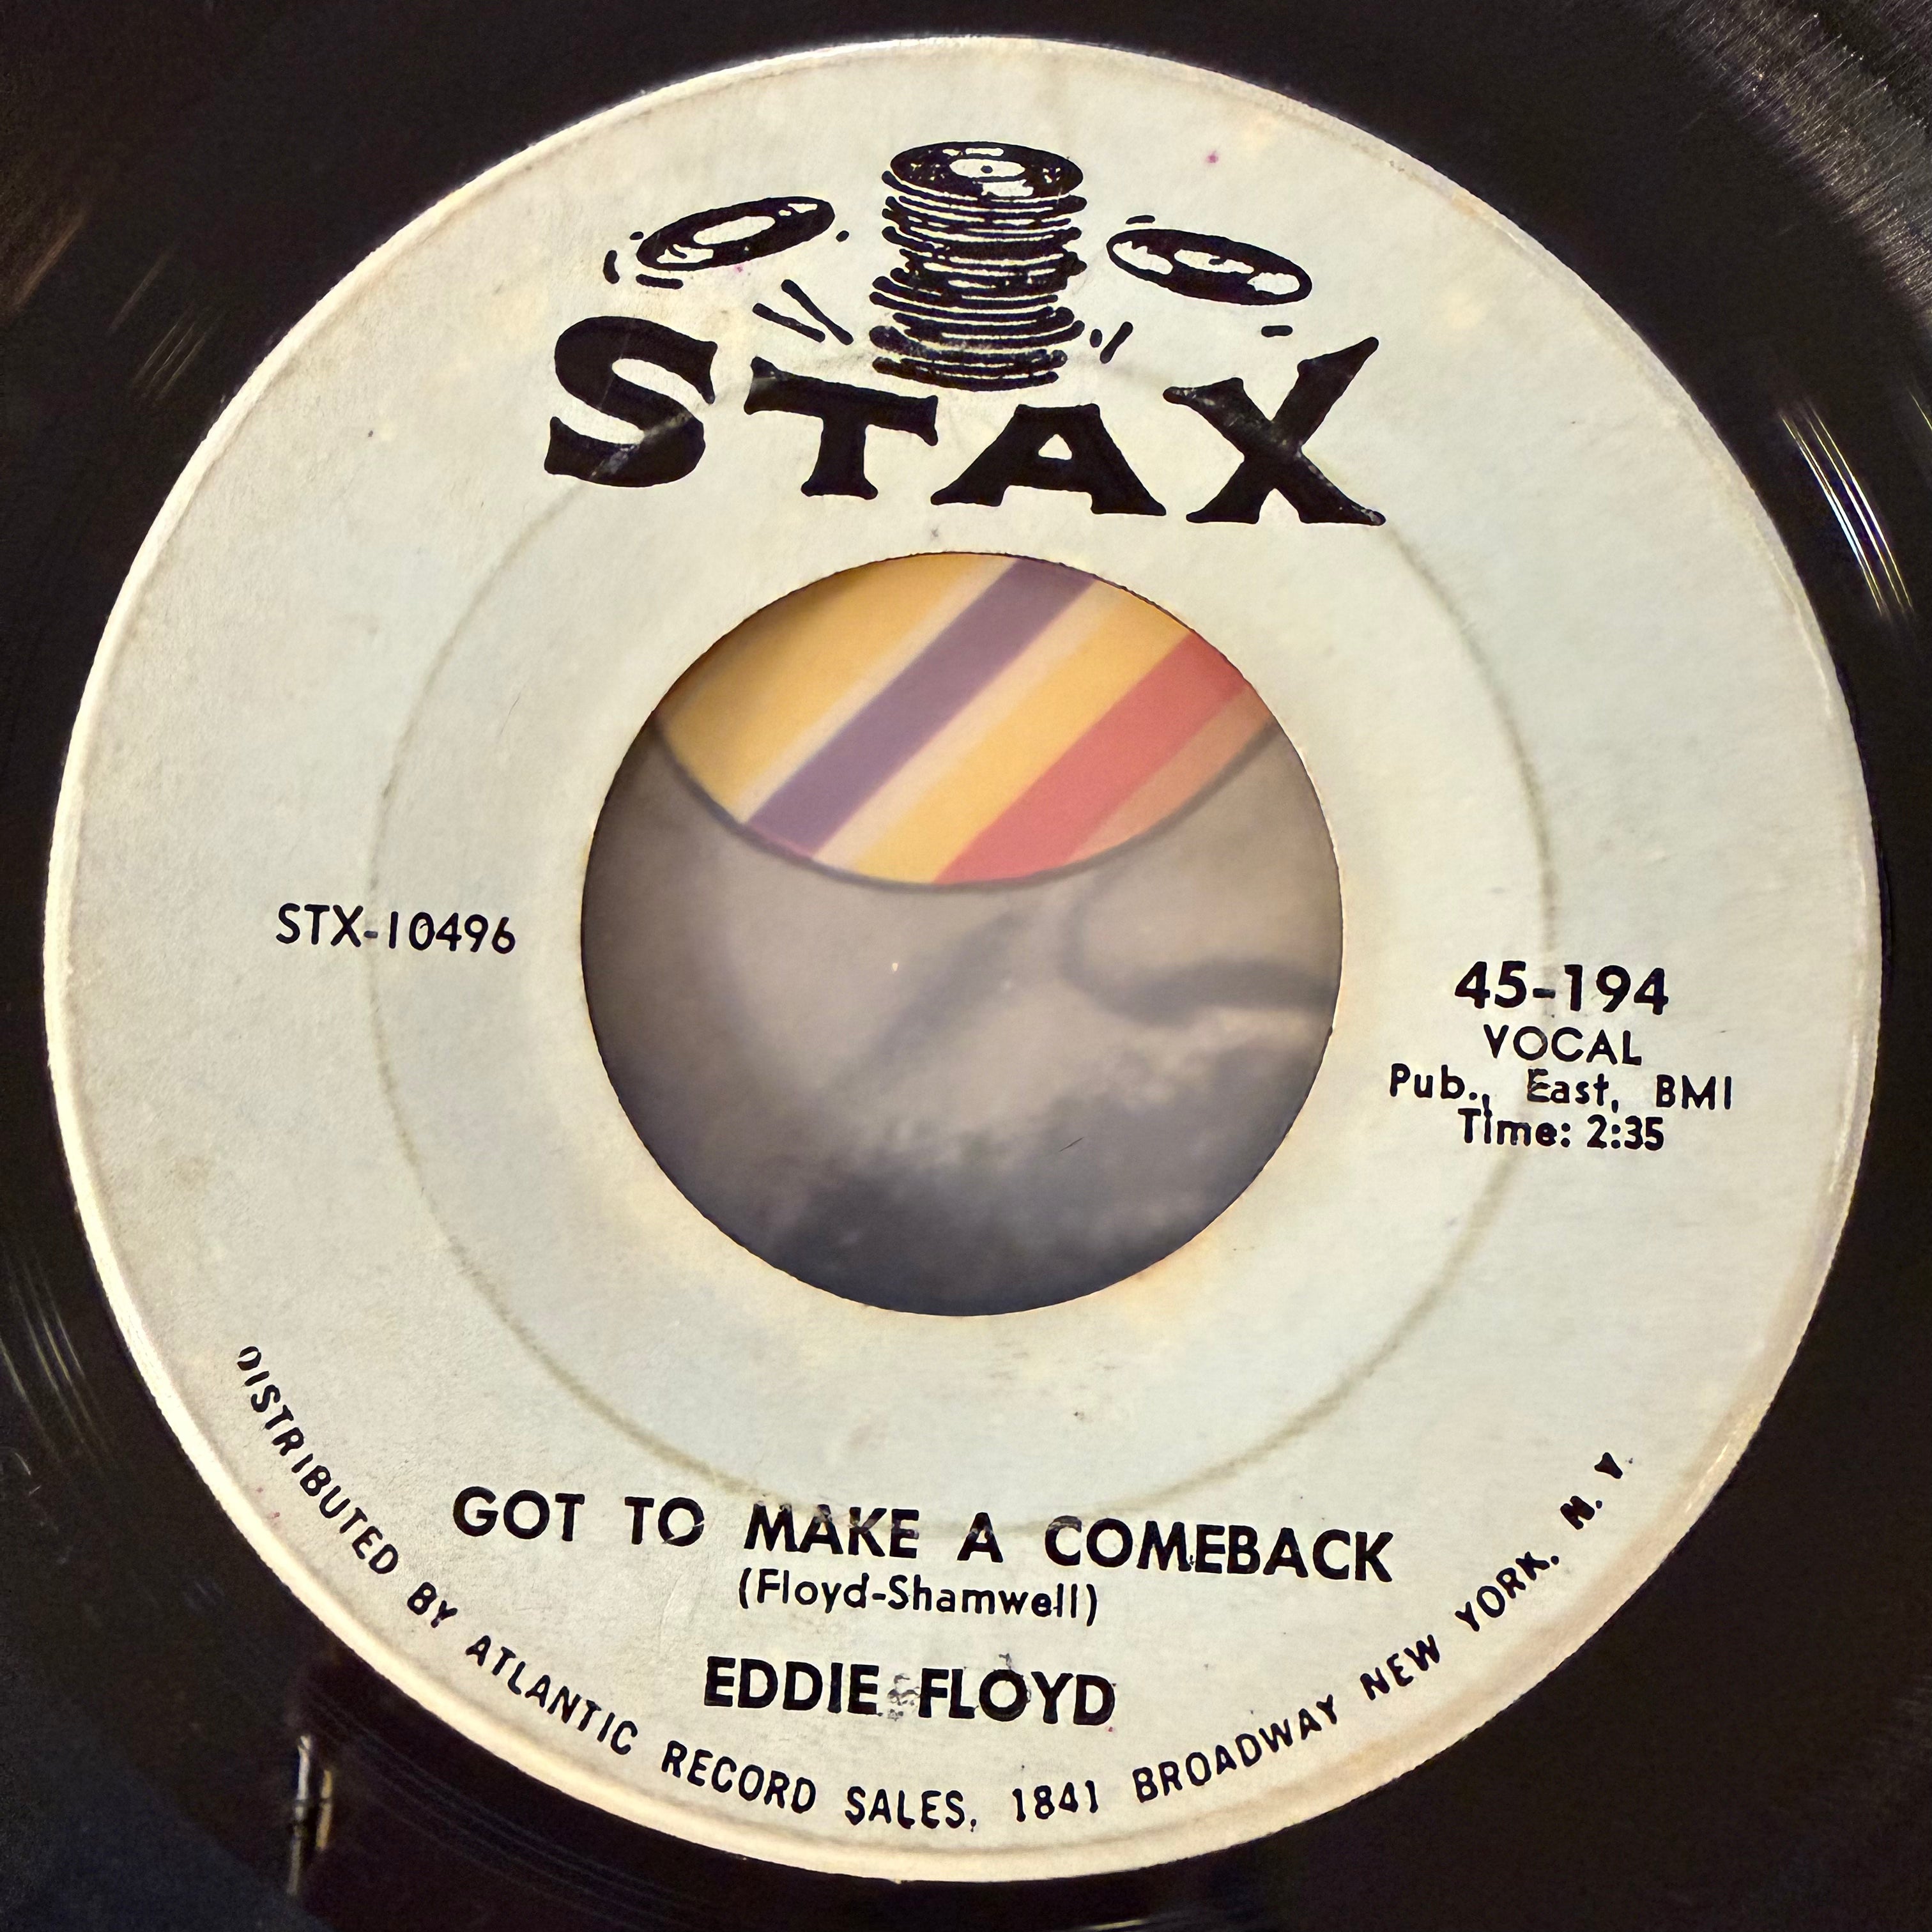 STAX
STX-10496
45-194
VOCAL
Pub., East, BMI
Time: 2:35
GOT TO MAKE A COMEBACK
(Floyd-Shamwell)
EDDIE FLOYD
DISTRIBUTED BY ATLANTIC RECORD SALES, 1841 BROADWAY NEW YORK, N. Y.